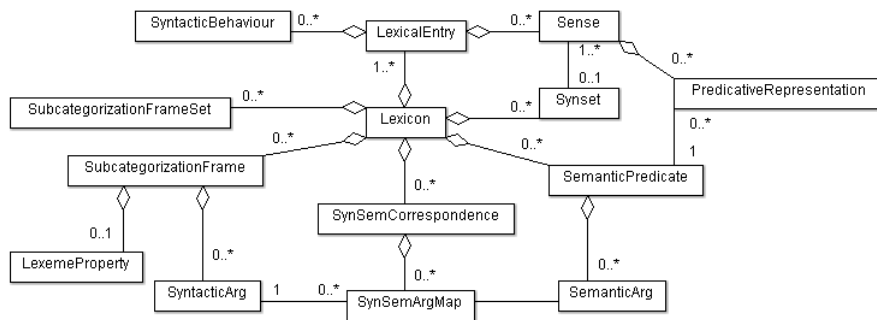 SyntacticBehaviour
0..*
LexicalEntry
0..*
Sense
1..*
1..*
0..*
0..1
SubcategorizationFrameSet
0..*
Lexicon
0..*
Synset
PredicativeRepresentation
0..*
0..*
0..*
1
SubcategorizationFrame
SemanticPredicate
0..*
SynSemCorrespondence
0..1
0..*
0..*
0..*
LexemeProperty
SyntacticArg
1
0..*
SynSemArgMap
SemanticArg